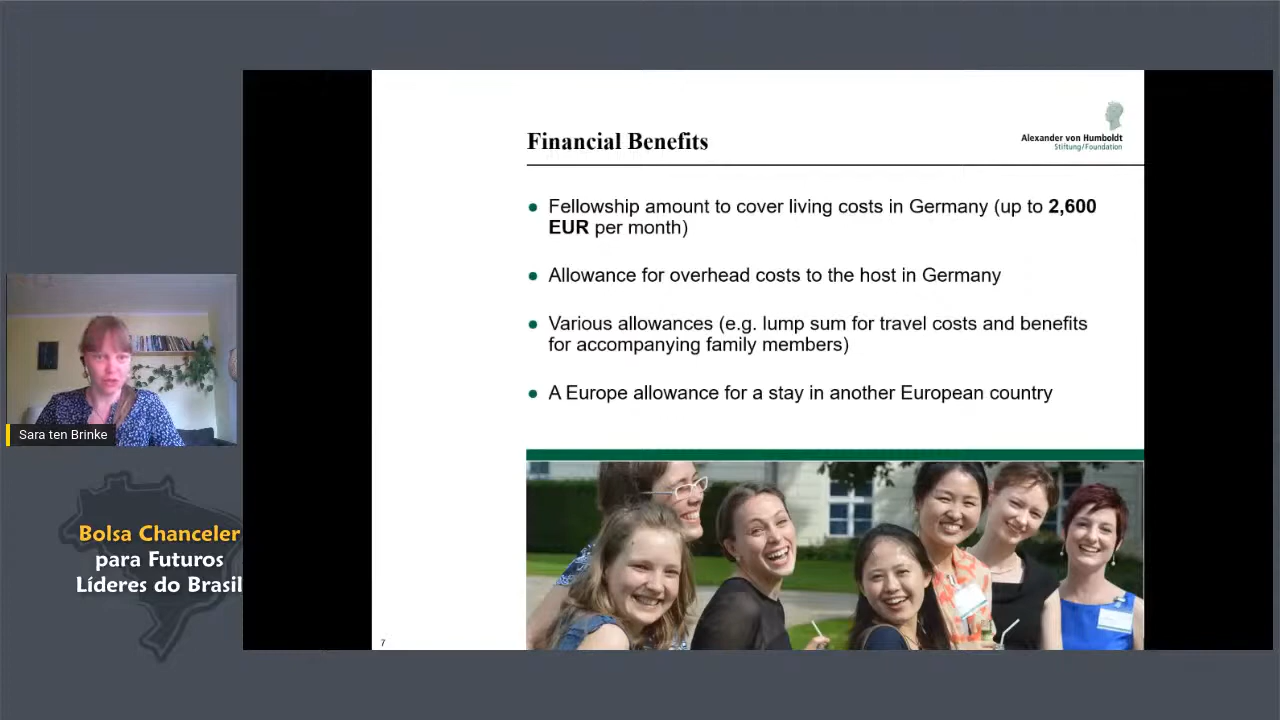 Financial Benefits
Alexander von Humboldt
Stiftung/Foundation
● Fellowship amount to cover living costs in Germany (up to 2,600
EUR per month)
● Allowance for overhead costs to the host in Germany
● Various allowances (e.g. lump sum for travel costs and benefits
for accompanying family members)
● A Europe allowance for a stay in another European country
7
Sara ten Brinke
Bolsa Chanceler
para Futuros
Líderes do Brasil